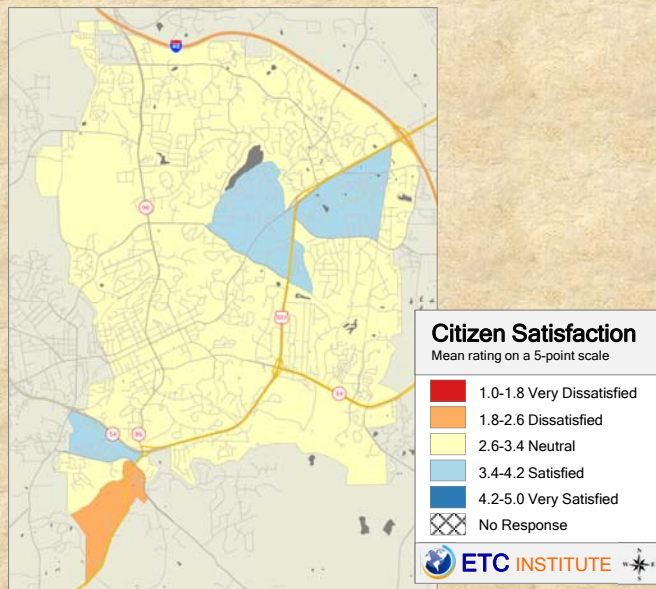 40
86
501
54
54
86
Citizen Satisfaction
Mean rating on a 5-point scale
1.0-1.8 Very Dissatisfied
1.8-2.6 Dissatisfied
2.6-3.4 Neutral
3.4-4.2 Satisfied
4.2-5.0 Very Satisfied
No Response
ETC INSTITUTE
N
W E
S